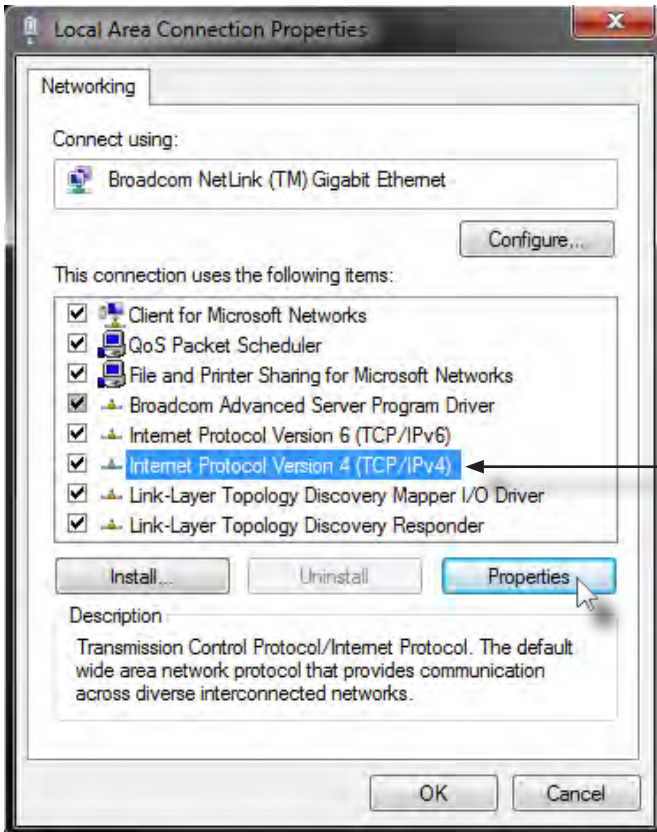 Local Area Connection Properties
Networking
Connect using:
Broadcom NetLink (TM) Gigabit Ethernet
Configure...
This connection uses the following items:
Client for Microsoft Networks
QoS Packet Scheduler
File and Printer Sharing for Microsoft Networks
Broadcom Advanced Server Program Driver
Internet Protocol Version 6 (TCP/IPv6)
Internet Protocol Version 4 (TCP/IPv4)
Link-Layer Topology Discovery Mapper I/O Driver
Link-Layer Topology Discovery Responder
Install... Uninstall Properties
Description
Transmission Control Protocol/Internet Protocol. The default
wide area network protocol that provides communication
across diverse interconnected networks.
OK Cancel